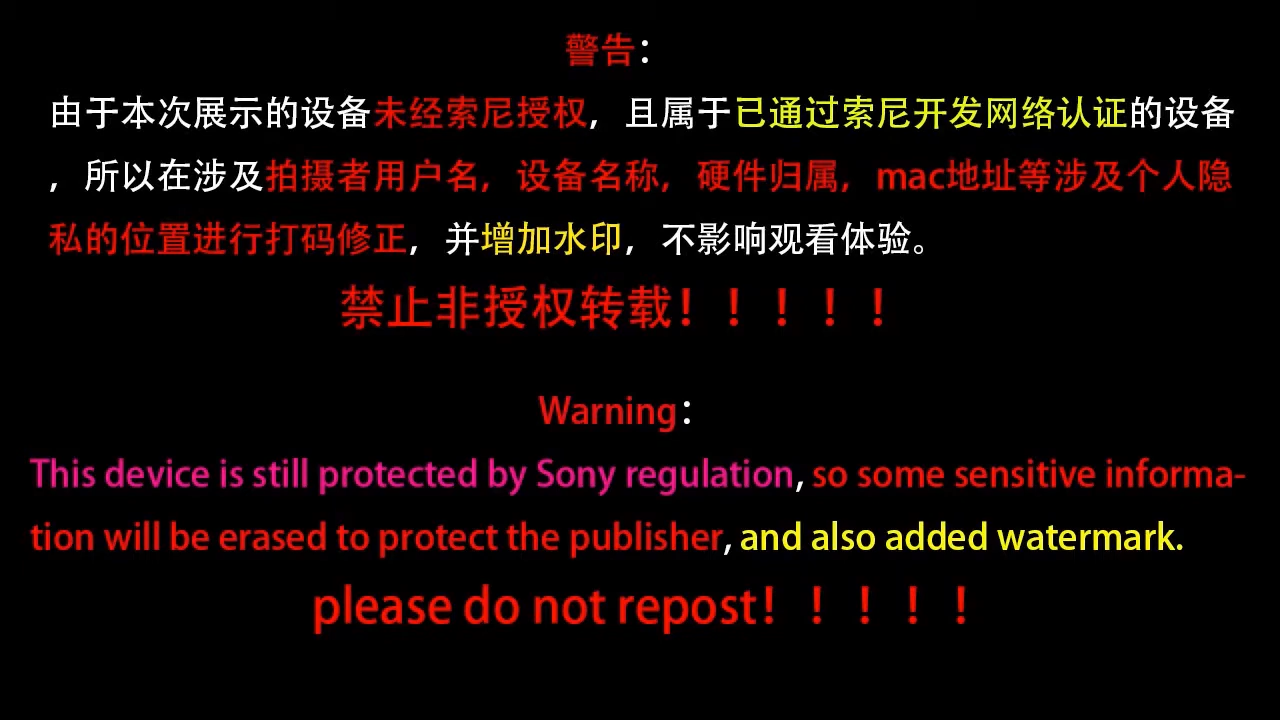 警告：
由于本次展示的设备未经索尼授权，且属于已通过索尼开发网络认证的设备
，所以在涉及拍摄者用户名，设备名称，硬件归属，mac地址等涉及个人隐
私的位置进行打码修正，并增加水印，不影响观看体验。
禁止非授权转载！！！！！
Warning：
This device is still protected by Sony regulation, so some sensitive informa-
tion will be erased to protect the publisher, and also added watermark.
please do not repost！！！！！